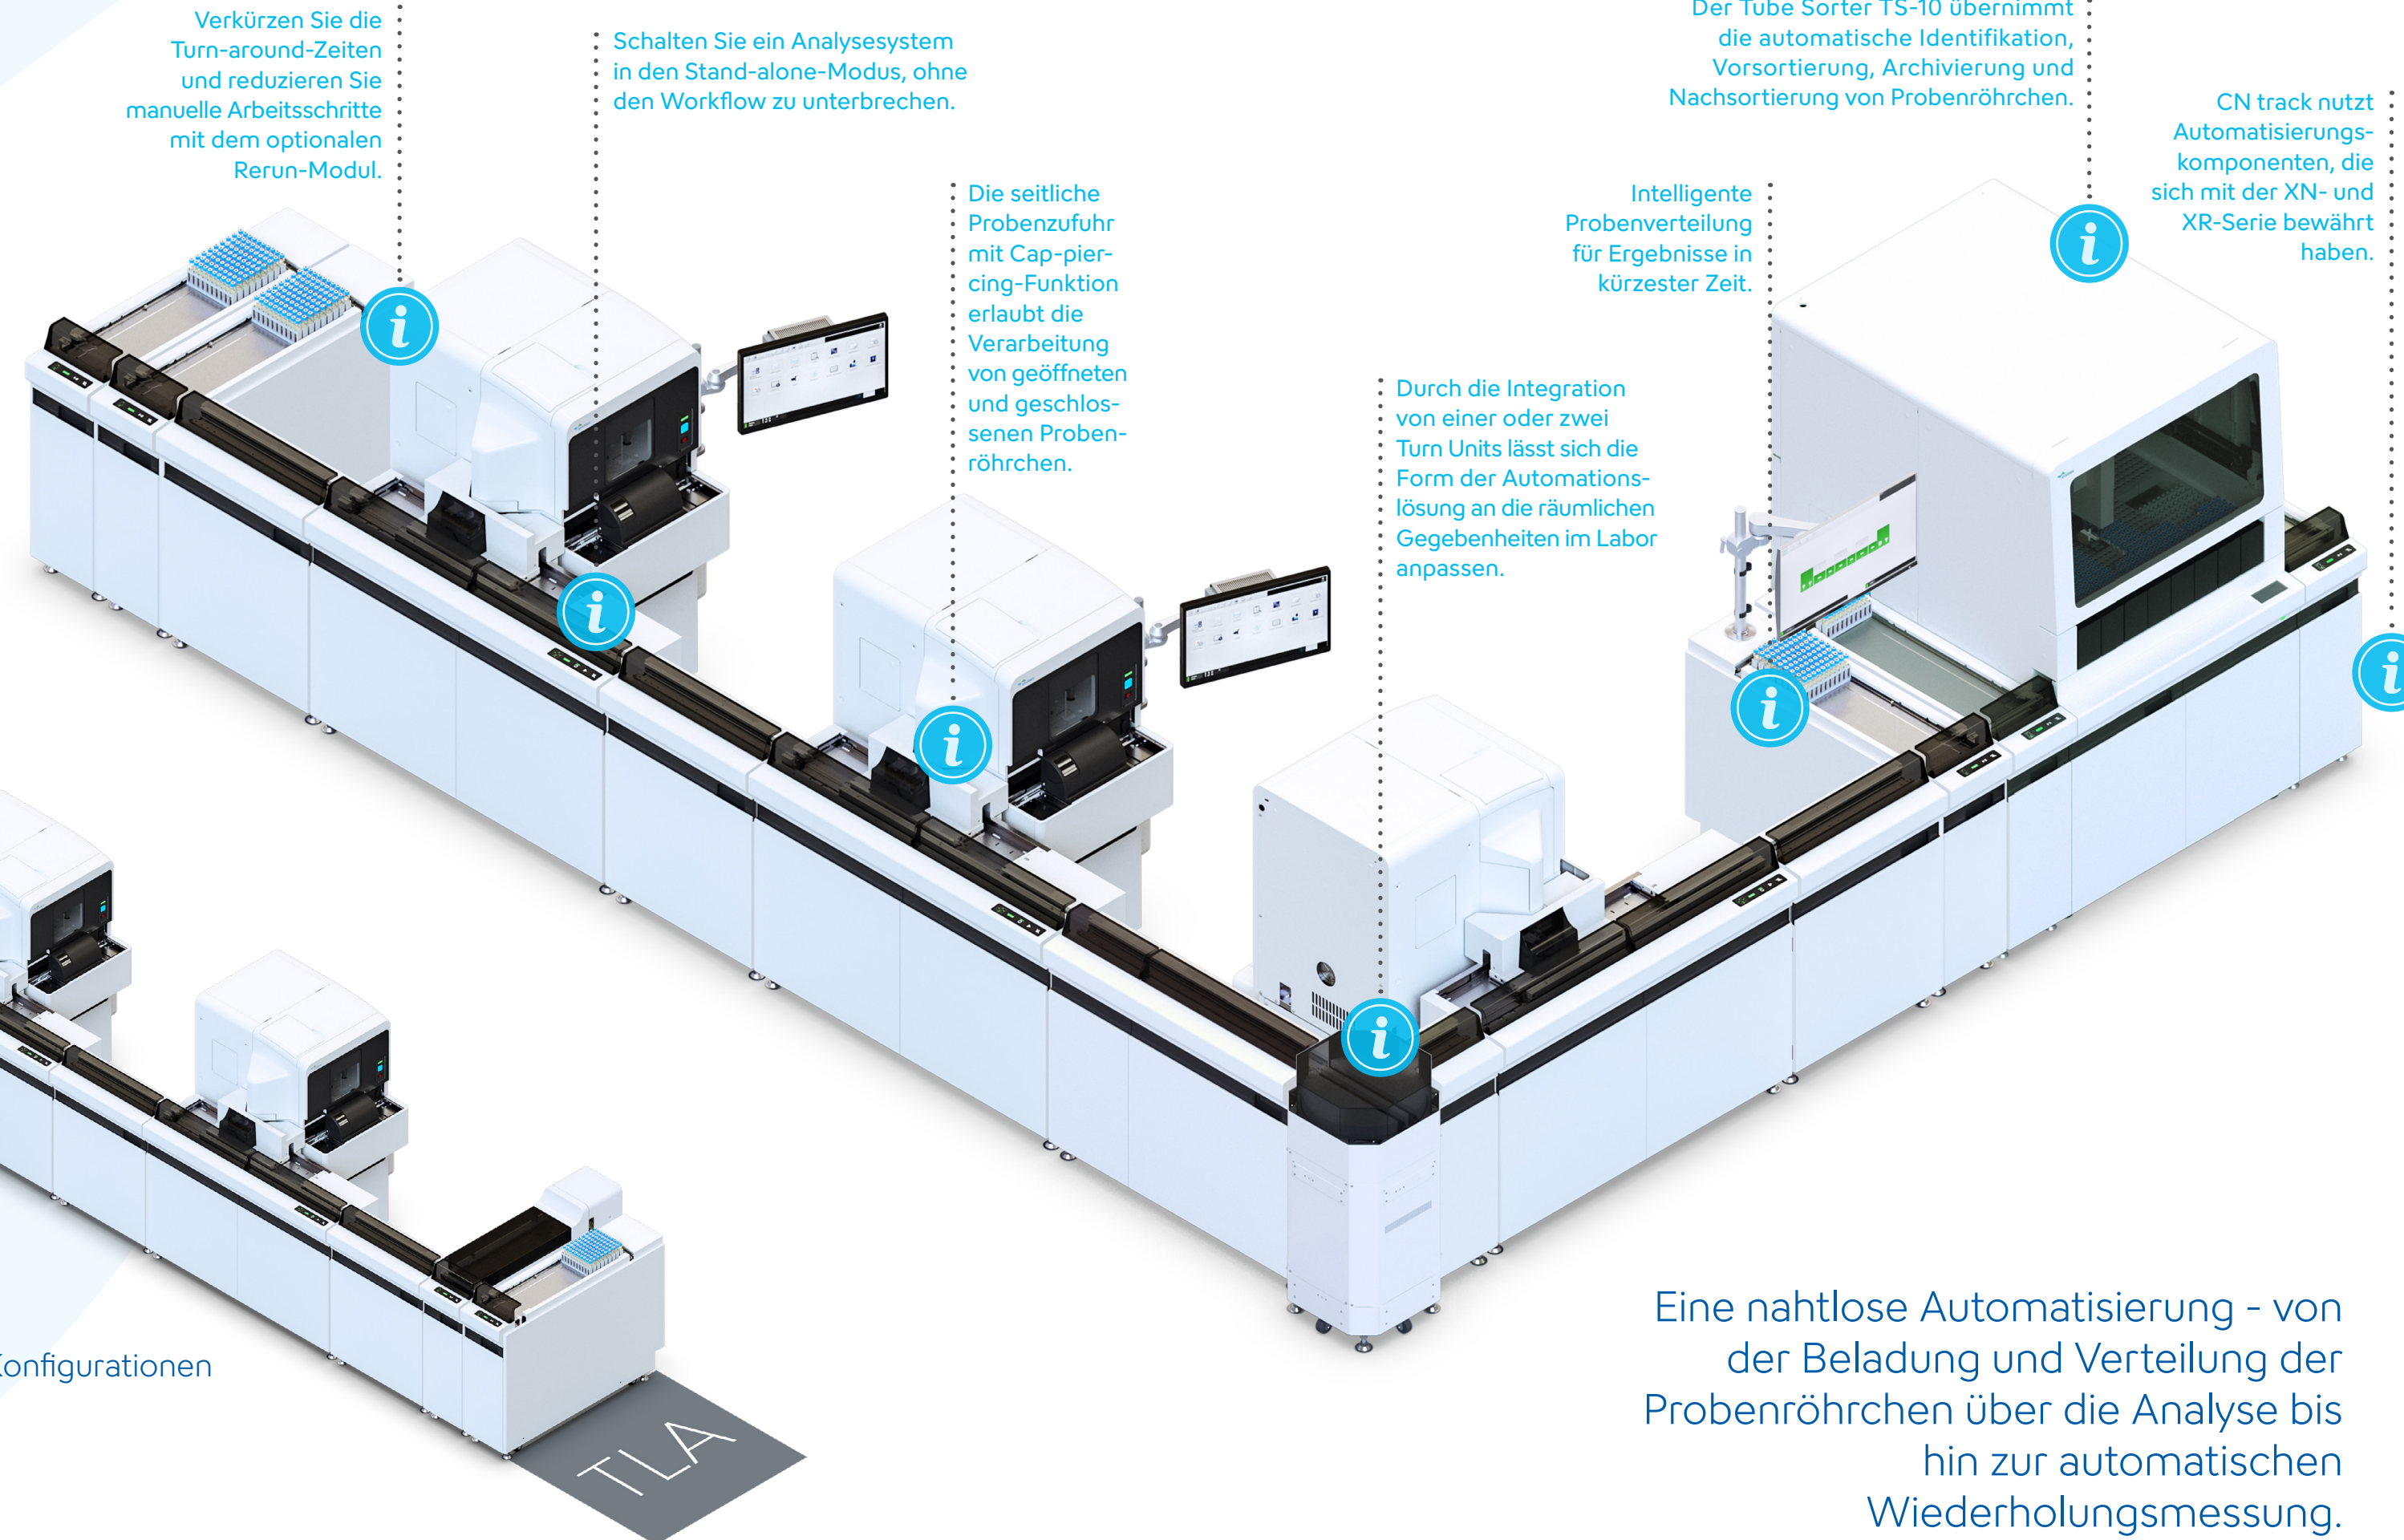 Verkürzen Sie die
Turn-around-Zeiten
und reduzieren Sie
manuelle Arbeitsschritte
mit dem optionalen
Rerun-Modul.
Schalten Sie ein Analysesystem
in den Stand-alone-Modus, ohne
den Workflow zu unterbrechen.
Die seitliche
Probenzufuhr
mit Cap-pier-
cing-Funktion
erlaubt die
Verarbeitung
von geöffneten
und geschlos-
senen Proben-
röhrchen.
Durch die Integration
von einer oder zwei
Turn Units lässt sich die
Form der Automations-
lösung an die räumlichen
Gegebenheiten im Labor
anpassen.
Intelligente
Probenverteilung
für Ergebnisse in
kürzester Zeit.
Der Tube Sorter TS-10 übernimmt
die automatische Identifikation,
Vorsortierung, Archivierung und
Nachsortierung von Probenröhrchen.
CN track nutzt
Automatisierungs-
komponenten, die
sich mit der XN- und
XR-Serie bewährt
haben.
Konfigurationen
TLA
Eine nahtlose Automatisierung - von
der Beladung und Verteilung der
Probenröhrchen über die Analyse bis
hin zur automatischen
Wiederholungsmessung.